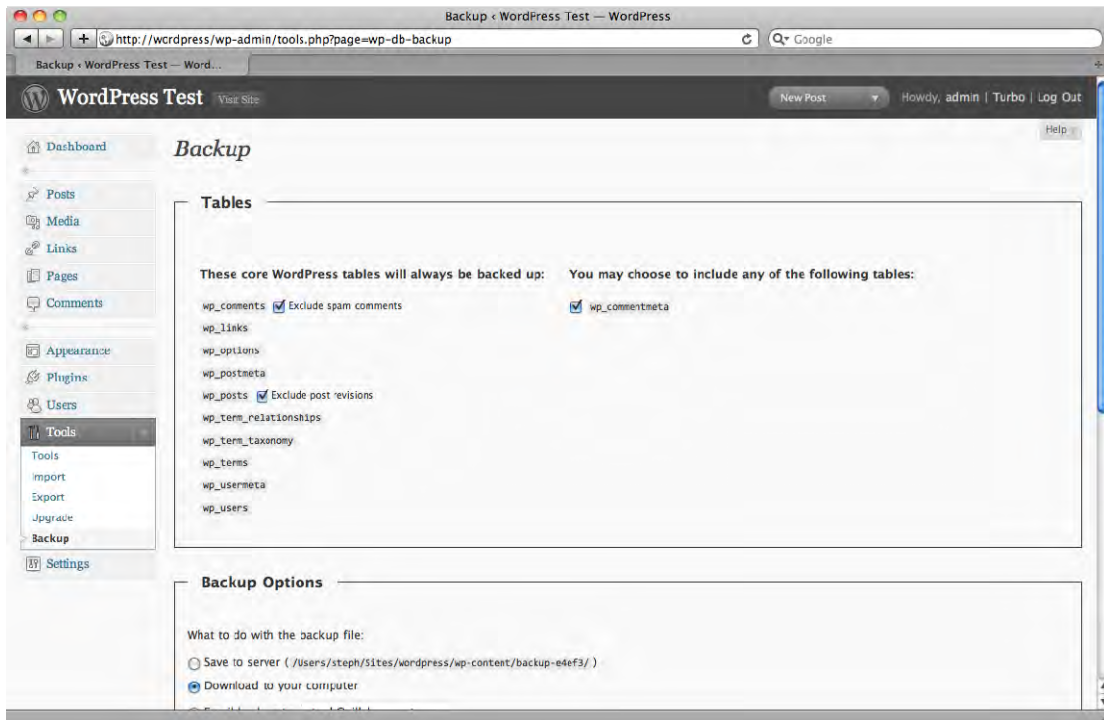 Backup ‹ WordPress Test — WordPress
http://wordpress/wp-admin/tools.php?page=wp-db-backup
Google
Backup ‹ WordPress Test — Word...
WordPress Test
Visit Site
New Post
Howdy, admin | Turbo | Log Out
Help
Dashboard
Posts
Media
Links
Pages
Comments
Appearance
Plugins
Users
Tools
Tools
Import
Export
Upgrade
Backup
Settings
Backup
Tables
These core WordPress tables will always be backed up:
wp_comments Exclude spam comments
wp_links
wp_options
wp_postmeta
wp_posts Exclude post revisions
wp_term_relationships
wp_term_taxonomy
wp_terms
wp_usermeta
wp_users
You may choose to include any of the following tables:
wp_commentmeta
Backup Options
What to do with the backup file:
Save to server ( /Users/steph/Sites/wordpress/wp-content/backup-e4ef3/ )
Download to your computer